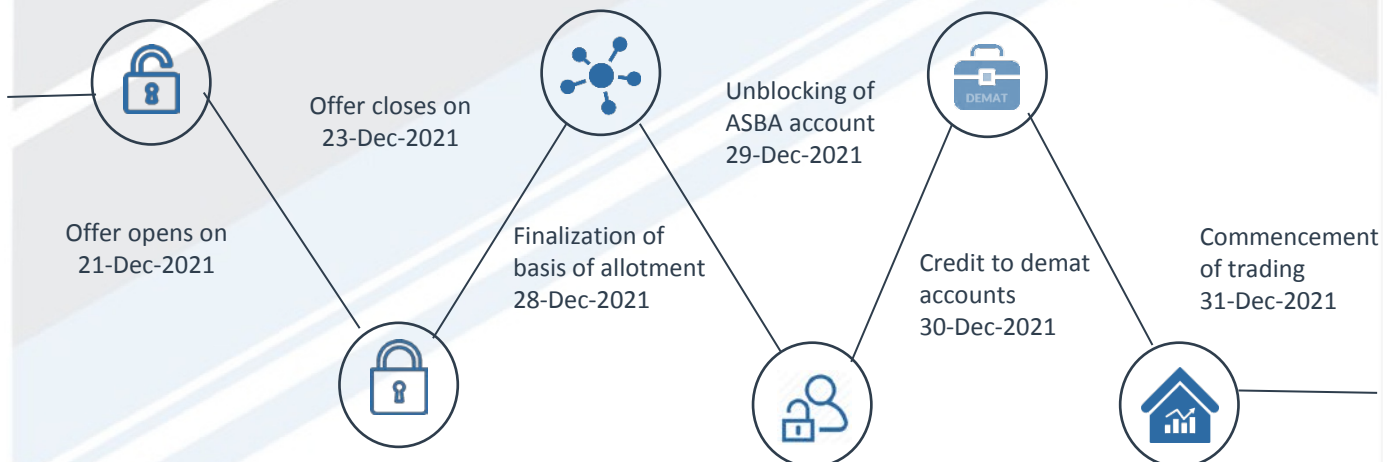 Offer opens on
21-Dec-2021
Offer closes on
23-Dec-2021
Finalization of
basis of allotment
28-Dec-2021
Unblocking of
ASBA account
29-Dec-2021
DEMAT
Credit to demat
accounts
30-Dec-2021
Commencement
of trading
31-Dec-2021